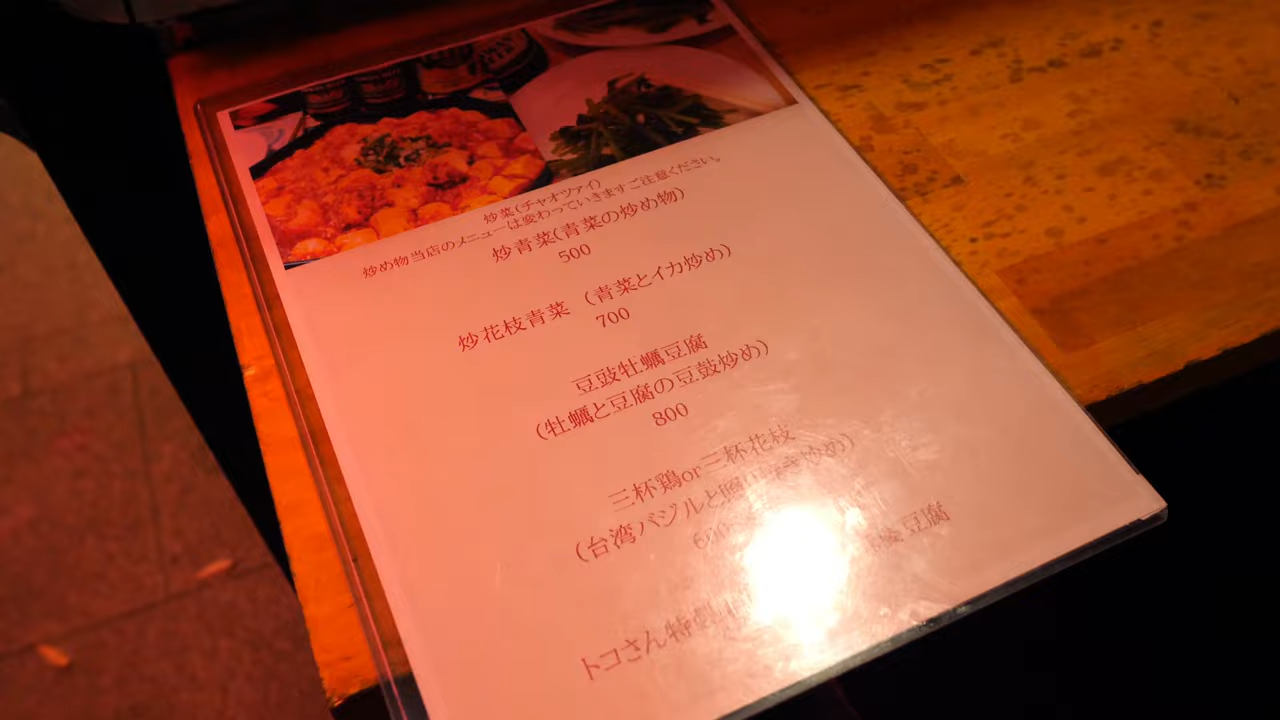 炒菜(チャオツァイ)
炒め物当店のメニューは変わっていきますご注意ください。
炒青菜(青菜の炒め物)
500
炒花枝青菜 (青菜とイカ炒め)
700
豆豉牡蠣豆腐
(牡蠣と豆腐の豆鼓炒め)
800
三杯鶏or三杯花枝
(台湾バジルと照り 炒め)
トコさん特製 豆腐